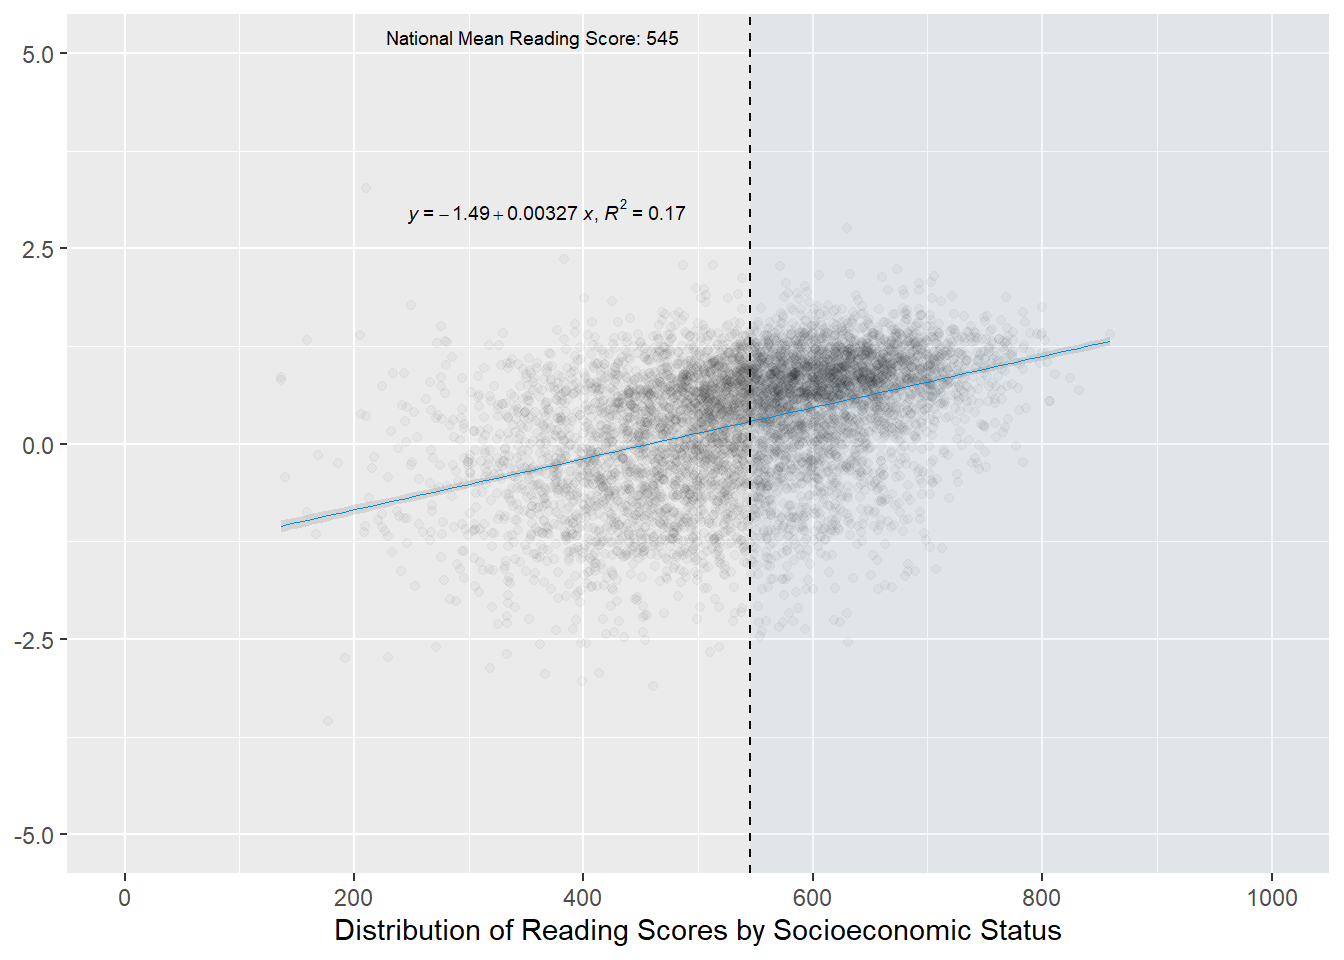 National Mean Reading Score: 545
5.0
y = −1.49 + 0.00327 x, R² = 0.17
2.5
0.0
-2.5
-5.0
0 200 400 600 800 1000
Distribution of Reading Scores by Socioeconomic Status